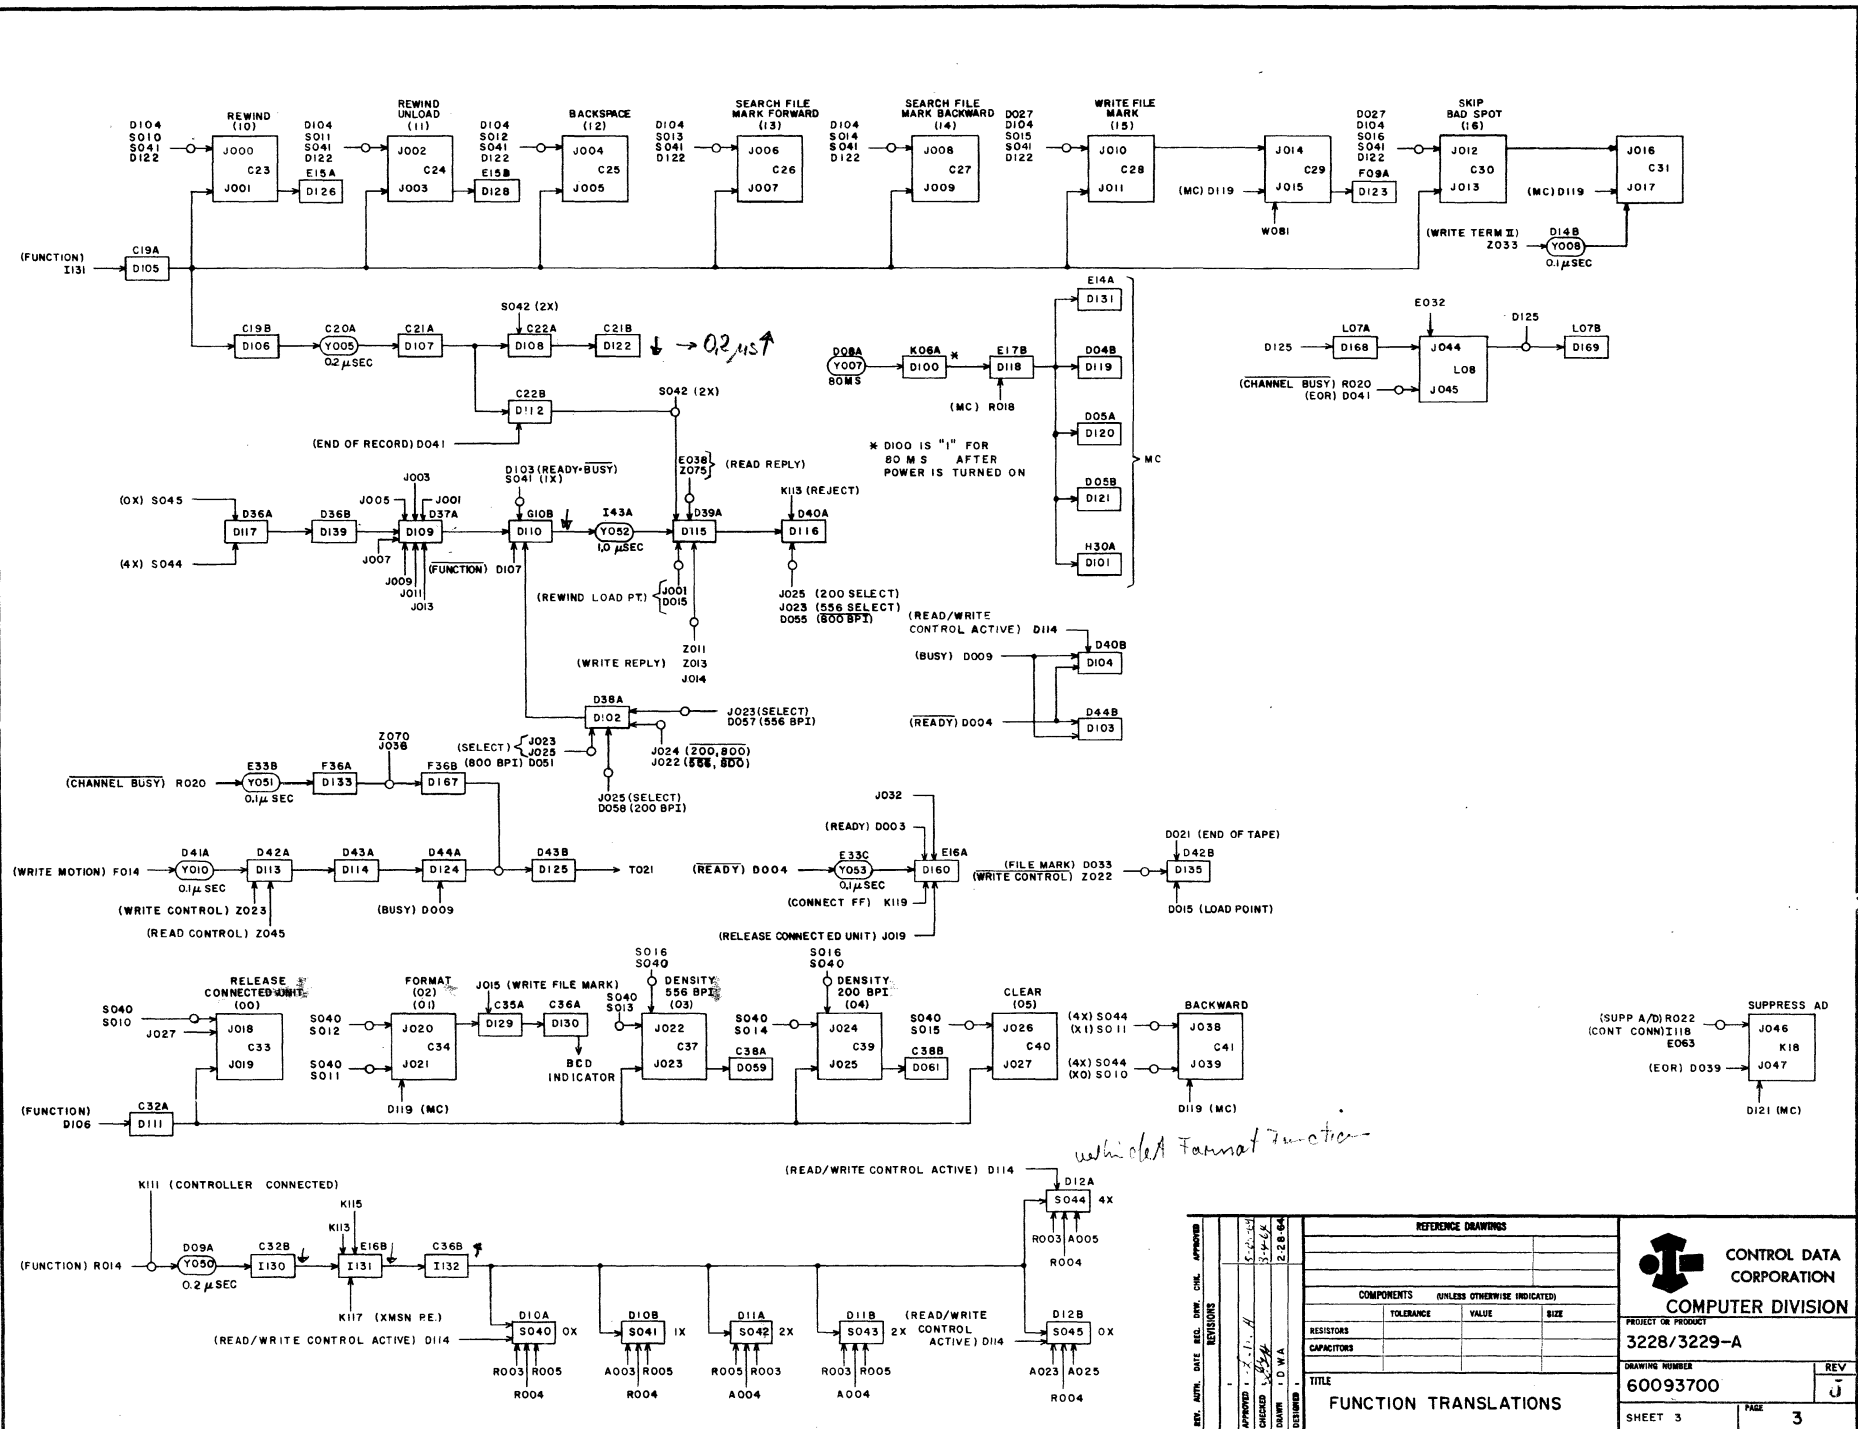 REWIND
(10)
D104
S010
S041
D122
J000
C23
J001
E15A
D126
REWIND
UNLOAD
(11)
D104
S011
S041
D122
J002
C24
J003
E15B
D128
BACKSPACE
(12)
D104
S012
S041
D122
J004
C25
J005
SEARCH FILE
MARK FORWARD
(13)
D104
S013
S041
D122
J006
C26
J007
SEARCH FILE
MARK BACKWARD
(14)
D104
S014
S041
D122
J008
C27
J009
WRITE FILE
MARK
(15)
D027
D104
S015
S041
D122
J010
C28
J011
J014
C29
(MC) D119
J015
W081
F09A
D123
SKIP
BAD SPOT
(16)
D027
D104
S016
S041
D122
J012
C30
J013
J016
C31
(MC) D119
J017
(WRITE TERM II)
Z033
D14B
Y008
0.1 μ SEC
(FUNCTION)
I131
C19A
D105
C19B
D106
C20A
Y005
0.2 μ SEC
C21A
D107
S042 (2X)
C22A
D108
C21B
D122
→ 0,2 μs
C22B
D112
(END OF RECORD) D041
S042 (2X)
D08A
Y007
80MS
K06A
D100
*
E17B
D118
(MC) R018
E14A
D131
D04B
D119
D05A
D120
D05B
D121
H30A
D101
MC
* D100 IS "1" FOR
80 MS AFTER
POWER IS TURNED ON
E032
D125
L07A
D168
J044
L08
J045
D125
L07B
D169
(CHANNEL BUSY) R020
(EOR) D041
(0X) S045
(4X) S044
D36A
D117
D36B
D139
J003
J005
J001
D37A
D109
J007
J009
J011
J013
D103 (READY·BUSY)
S041 (1X)
G10B
D110
(FUNCTION) D107
I43A
Y052
1.0 μSEC
E038
Z075
(READ REPLY)
D39A
D115
(REWIND LOAD PT.)
J001
D015
(WRITE REPLY)
Z011
Z013
J014
K113 (REJECT)
D40A
D116
J025 (200 SELECT)
J023 (556 SELECT)
D055 (800 BPI)
(READ/WRITE
CONTROL ACTIVE) D114
(BUSY) D009
D40B
D104
(READY) D004
D44B
D103
D38A
D102
J023 (SELECT)
D057 (556 BPI)
J024 (200, 800)
J022 (556, 800)
(SELECT)
J023
J025
(800 BPI) D051
J025 (SELECT)
D058 (200 BPI)
(CHANNEL BUSY) R020
E33B
Y051
0.1 μ SEC
F36A
D133
Z070
J038
F36B
D167
(WRITE MOTION) F014
D41A
Y010
0.1 μ SEC
D42A
D113
D43A
D114
D44A
D124
D43B
D125
T021
(WRITE CONTROL) Z023
(READ CONTROL) Z045
(BUSY) D009
J032
(READY) D003
(READY) D004
E33C
Y053
0.1 μ SEC
E16A
D160
(CONNECT FF) K119
(RELEASE CONNECTED UNIT) J019
D021 (END OF TAPE)
(FILE MARK) D033
(WRITE CONTROL) Z022
D42B
D135
D015 (LOAD POINT)
RELEASE
CONNECTED UNIT
(00)
S040
S010
J027
J018
C33
J019
FORMAT
(02)
(01)
S040
S012
J020
C34
S040
S011
J021
D119 (MC)
J015 (WRITE FILE MARK)
C35A
D129
C36A
D130
BCD
INDICATOR
S016
S040
DENSITY
556 BPI
(03)
S040
S013
J022
C37
J023
C38A
D059
S016
S040
DENSITY
200 BPI
(04)
S040
S014
J024
C39
J025
C38B
D061
CLEAR
(05)
S040
S015
J026
C40
J027
BACKWARD
(4X) S044
(X1) S011
J038
C41
(4X) S044
(X0) S010
J039
D119 (MC)
SUPPRESS AD
(SUPP A/D) R022
(CONT CONN) I118
E063
J046
K18
(EOR) D039
J047
D121 (MC)
(FUNCTION)
D106
C32A
D111
Format Function
K111 (CONTROLLER CONNECTED)
(FUNCTION) R014
D09A
Y050
0.2 μ SEC
C32B
I130
K115
K113
E16B
I131
K117 (XMSN P.E.)
C36B
I132
(READ/WRITE CONTROL ACTIVE) D114
D12A
S044 4X
R003 A005
R004
(READ/WRITE CONTROL ACTIVE) D114
D10A
S040 0X
R003 R005
R004
D10B
S041 1X
A003 R005
R004
D11A
S042 2X
R005 R003
A004
D11B
S043 2X
R003 R005
A004
(READ/WRITE
CONTROL
ACTIVE) D114
D12B
S045 0X
A023 A025
R004
REV. AUTH. DATE REQ. DRW. CHK. APPROVED
REVISIONS
APPROVED
CHECKED
DRAWN D W A 2-28-64
DESIGNED
REFERENCE DRAWINGS
COMPONENTS (UNLESS OTHERWISE INDICATED)
TOLERANCE VALUE SIZE
RESISTORS
CAPACITORS
TITLE
FUNCTION TRANSLATIONS
CONTROL DATA
CORPORATION
COMPUTER DIVISION
PROJECT OR PRODUCT
3228/3229-A
DRAWING NUMBER
60093700
REV
J
SHEET 3
PAGE
3